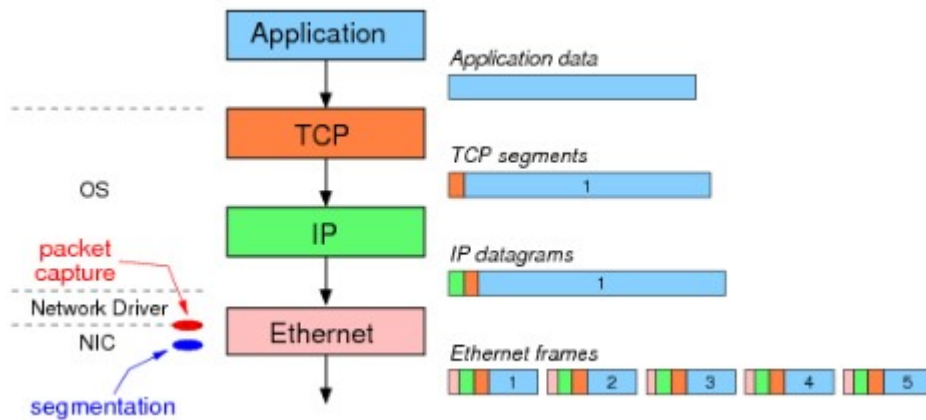 Application
Application data
TCP
TCP segments
1
OS
IP
packet
capture
IP datagrams
1
Network Driver
Ethernet
NIC
Ethernet frames
1 2 3 4 5
segmentation